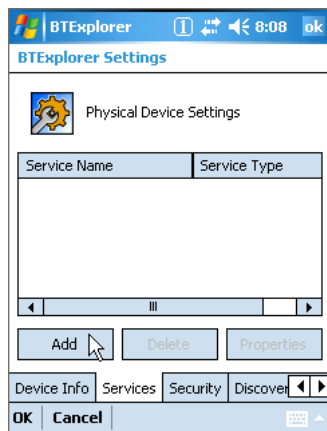 BTExplorer 1 8:08 ok
BTExplorer Settings
Physical Device Settings
Service Name Service Type
Add Delete Properties
Device Info Services Security Discover
OK Cancel